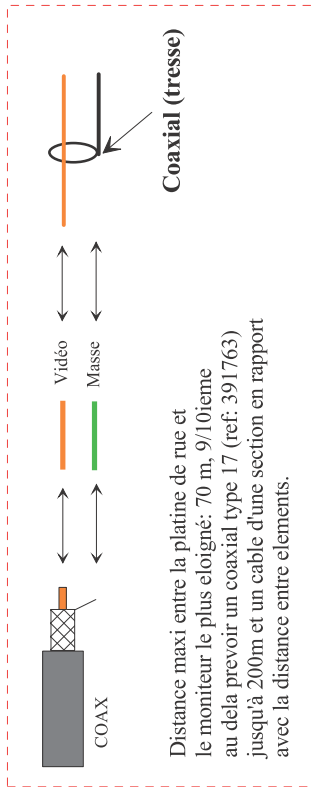 COAX
Vidéo
Masse
Coaxial (tresse)
Distance maxi entre la platine de rue et
le moniteur le plus eloigné: 70 m, 9/10ieme
au dela prevoir un coaxial type 17 (ref: 391763)
jusqu'à 200m et un cable d'une section en rapport
avec la distance entre elements.